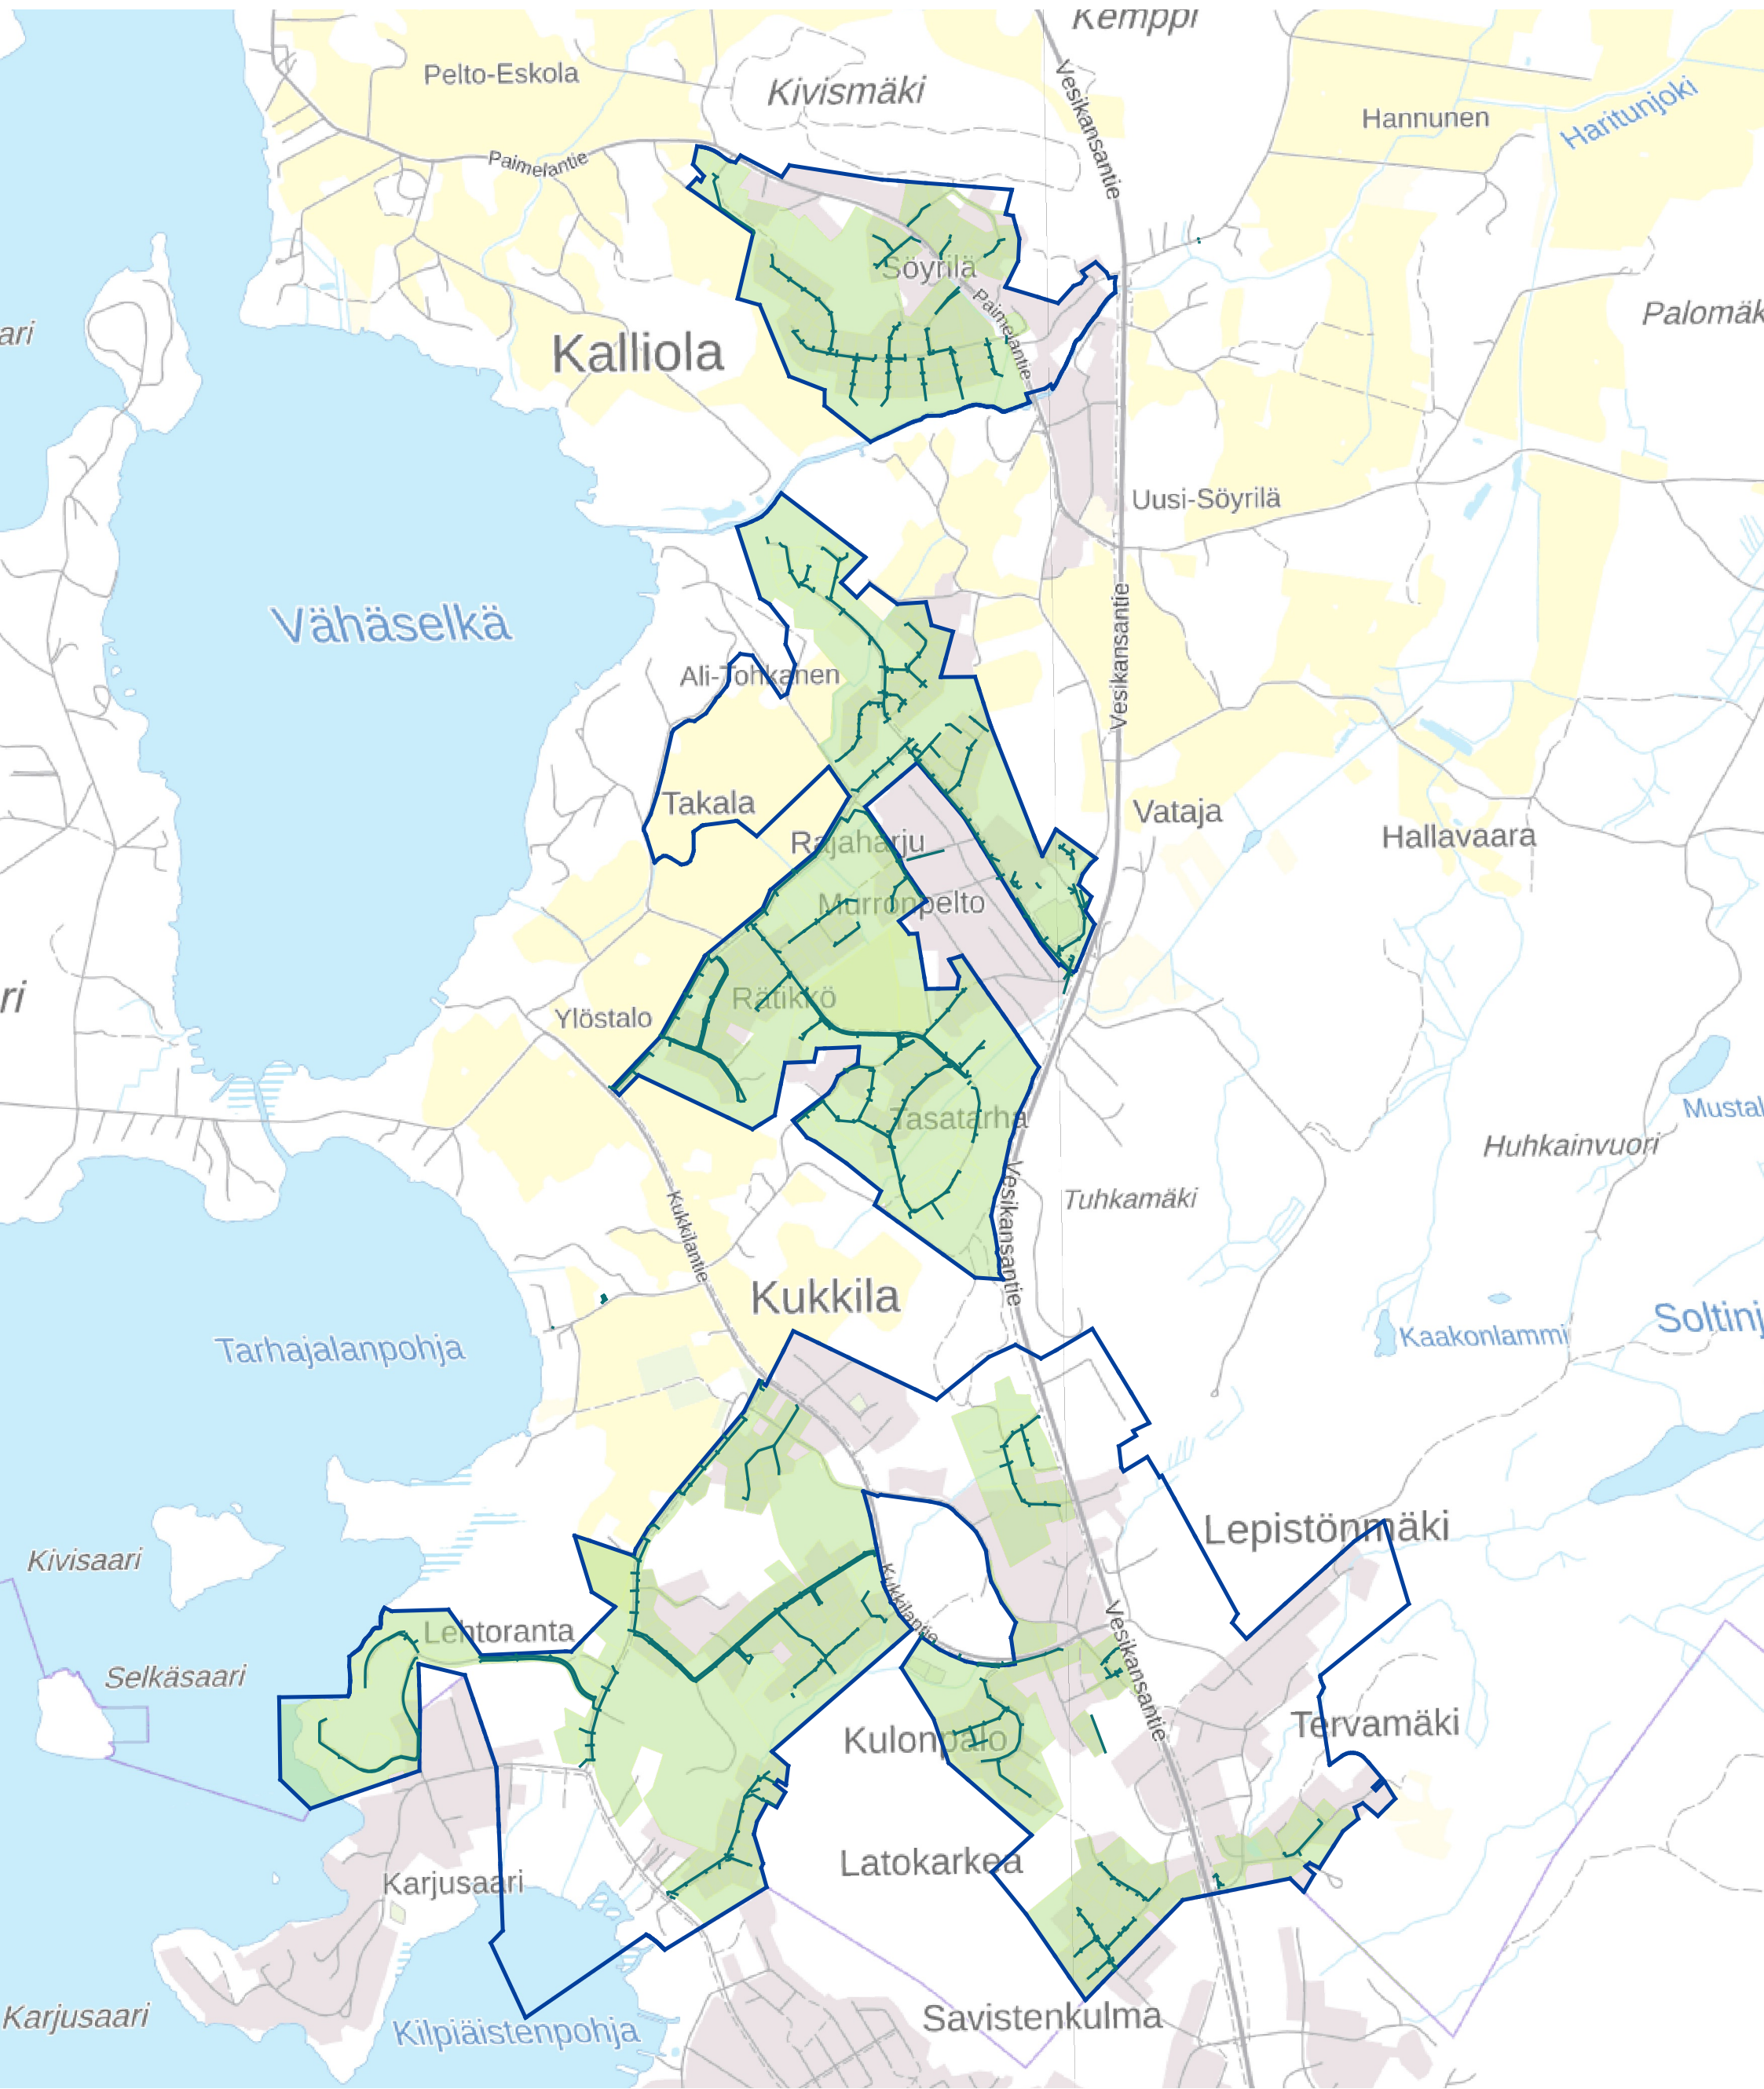 Kemppi
Pelto-Eskola
Kivismäki
Vesikansantie
Hannunen
Haritunjoki
Paimelantie
Söyrilä
Paimelantie
Palomäk
ari
Kalliola
Uusi-Söyrilä
Vähäselkä
Vesikansantie
Ali-Tohkanen
Takala
Vataja
Rajaharju
Hallavaara
Murronpelto
ri
Rätikkö
Ylöstalo
Tasatarha
Mustal
Huhkainvuori
Tuhkamäki
Kukkilantie
Vesikansantie
Kukkila
Soltinj
Tarhajalanpohja
Kaakonlammi
Lepistönmäki
Kivisaari
Kukkilantie
Lehtoranta
Vesikansantie
Selkäsaari
Kulonpalo
Tervamäki
Latokarkea
Karjusaari
Karjusaari
Savistenkulma
Kilpiäistenpohja